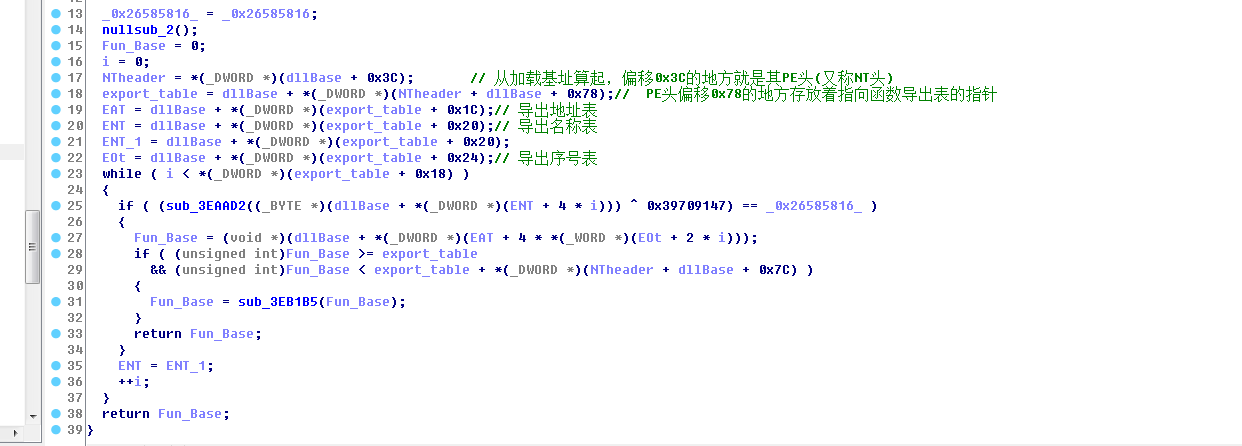 13 _0x26585816_ = _0x26585816;
14 nullsub_2();
15 Fun_Base = 0;
16 i = 0;
17 NTheader = *(_DWORD *)(dllBase + 0x3C); // 从加载基址算起，偏移0x3C的地方就是其PE头(又称NT头)
18 export_table = dllBase + *(_DWORD *)(NTheader + dllBase + 0x78);// PE头偏移0x78的地方存放着指向函数导出表的指针
19 EAT = dllBase + *(_DWORD *)(export_table + 0x1C);// 导出地址表
20 ENT = dllBase + *(_DWORD *)(export_table + 0x20);// 导出名称表
21 ENT_1 = dllBase + *(_DWORD *)(export_table + 0x20);
22 EOt = dllBase + *(_DWORD *)(export_table + 0x24);// 导出序号表
23 while ( i < *(_DWORD *)(export_table + 0x18) )
24 {
25 if ( (sub_3EAAD2((_BYTE *)(dllBase + *(_DWORD *)(ENT + 4 * i))) ^ 0x39709147) == _0x26585816_ )
26 {
27 Fun_Base = (void *)(dllBase + *(_DWORD *)(EAT + 4 * *(_WORD *)(EOt + 2 * i)));
28 if ( (unsigned int)Fun_Base >= export_table
29 && (unsigned int)Fun_Base < export_table + *(_DWORD *)(NTheader + dllBase + 0x7C) )
30 {
31 Fun_Base = sub_3EB1B5(Fun_Base);
32 }
33 return Fun_Base;
34 }
35 ENT = ENT_1;
36 ++i;
37 }
38 return Fun_Base;
39 }